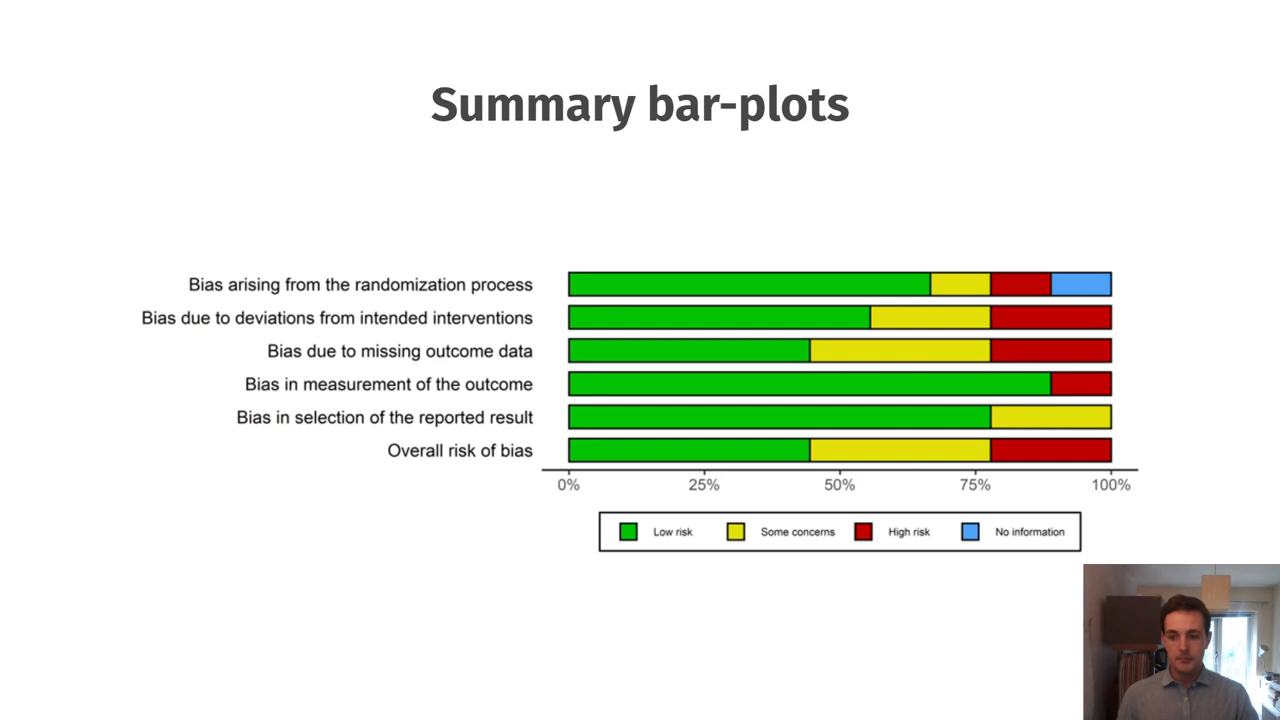 Summary bar-plots
Bias arising from the randomization process
Bias due to deviations from intended interventions
Bias due to missing outcome data
Bias in measurement of the outcome
Bias in selection of the reported result
Overall risk of bias
0% 25% 50% 75% 100%
Low risk Some concerns High risk No information